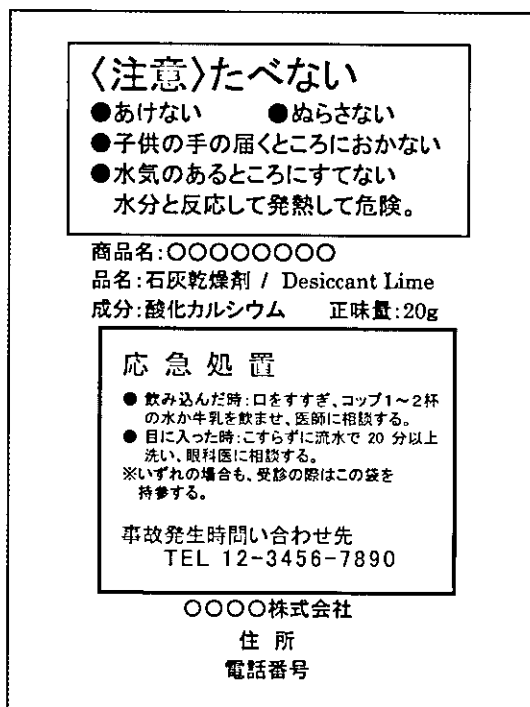 〈注意〉たべない
●あけない ●ぬらさない
●子供の手の届くところにおかない
●水気のあるところにすてない
水分と反応して発熱して危険。
商品名:○○○○○○○○
品名:石灰乾燥剤 / Desiccant Lime
成分:酸化カルシウム 正味量:20g
応急処置
● 飲み込んだ時:口をすすぎ、コップ1~2杯
の水か牛乳を飲ませ、医師に相談する。
● 目に入った時:こすらずに流水で 20 分以上
洗い、眼科医に相談する。
※いずれの場合も、受診の際はこの袋を
持参する。
事故発生時問い合わせ先
TEL 12-3456-7890
○○○○株式会社
住 所
電話番号